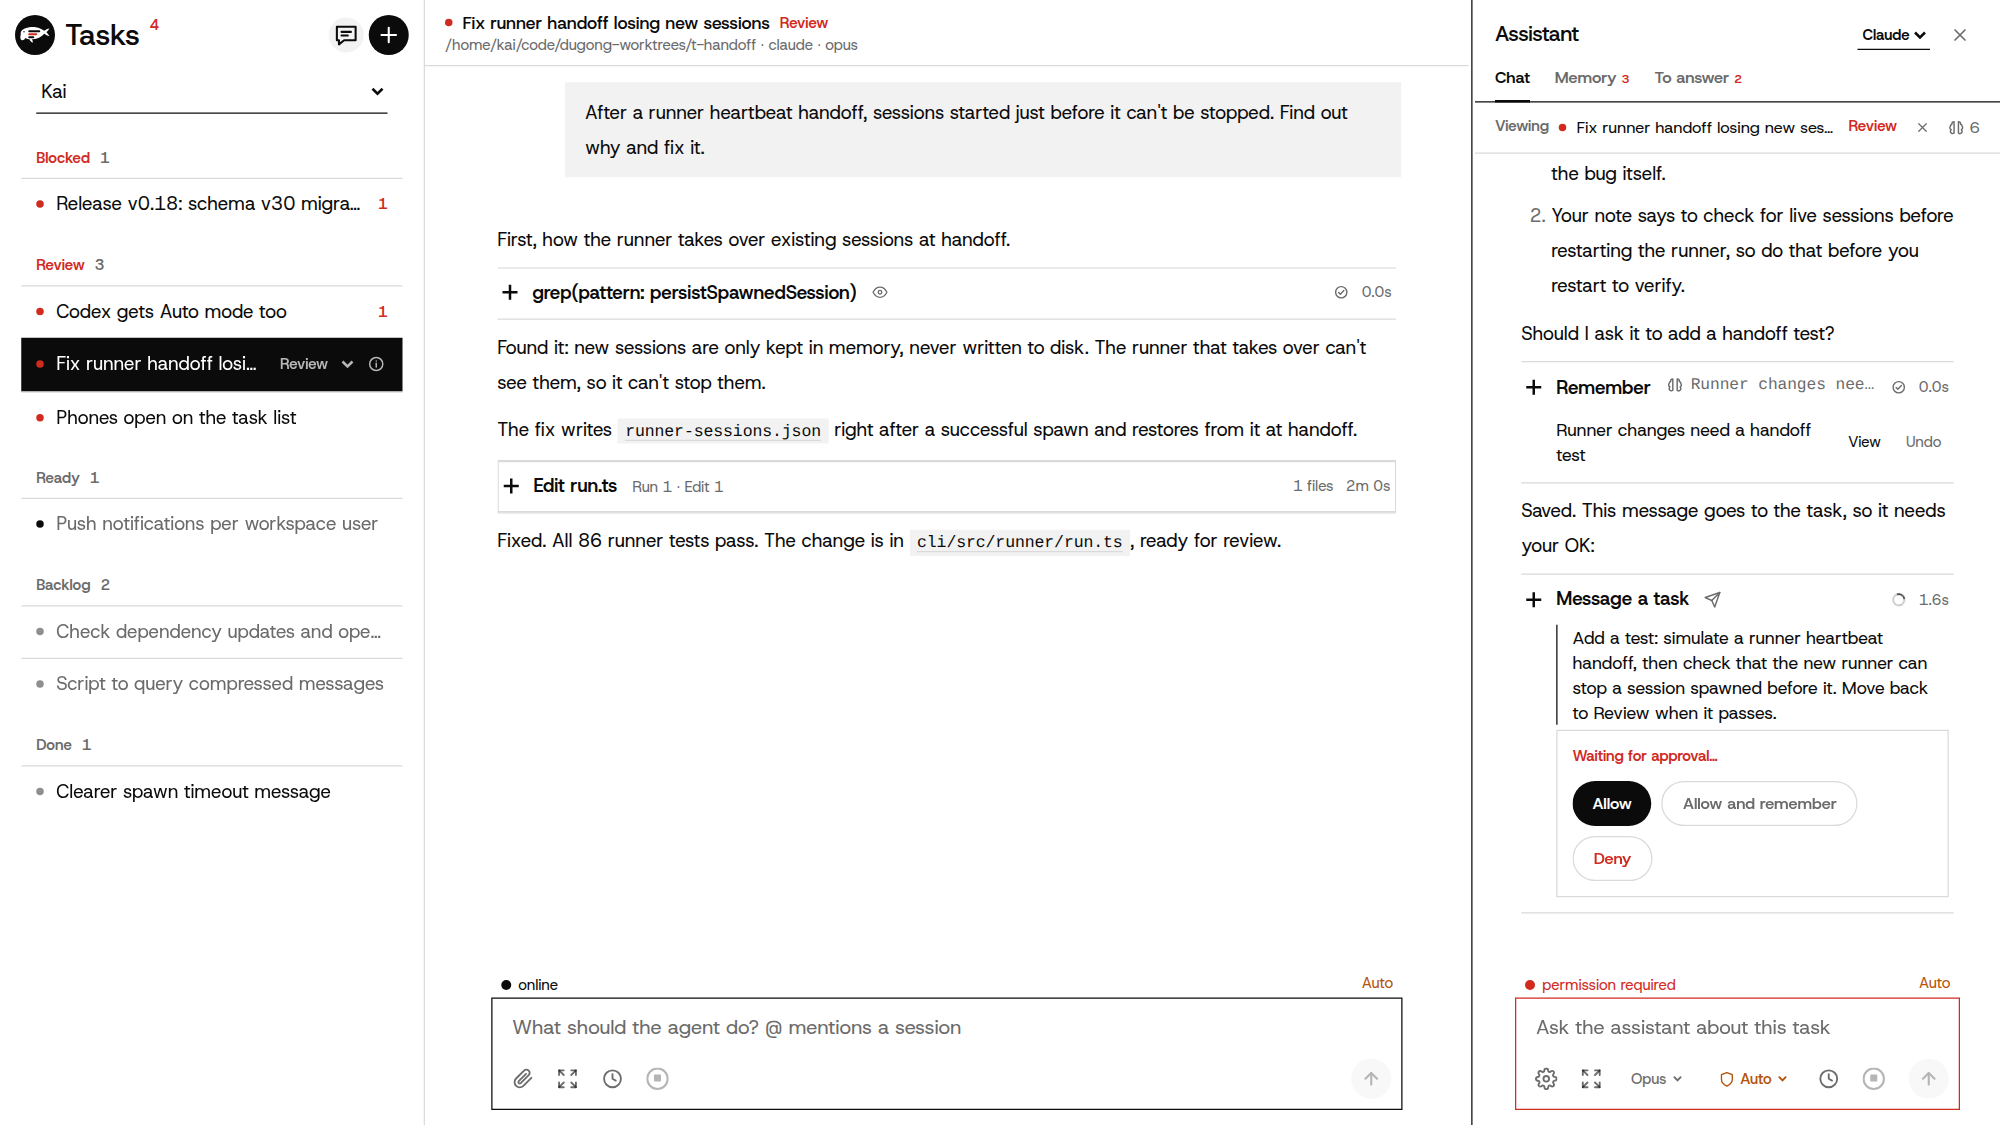 Tasks 4
Kai
Blocked 1
Release v0.18: schema v30 migra... 1
Review 3
Codex gets Auto mode too 1
Fix runner handoff losi... Review
Phones open on the task list
Ready 1
Push notifications per workspace user
Backlog 2
Check dependency updates and ope...
Script to query compressed messages
Done 1
Clearer spawn timeout message
Fix runner handoff losing new sessions Review
/home/kai/code/dugong-worktrees/t-handoff · claude · opus
After a runner heartbeat handoff, sessions started just before it can't be stopped. Find out
why and fix it.
First, how the runner takes over existing sessions at handoff.
grep(pattern: persistSpawnedSession) 0.0s
Found it: new sessions are only kept in memory, never written to disk. The runner that takes over can't
see them, so it can't stop them.
The fix writes runner-sessions.json right after a successful spawn and restores from it at handoff.
Edit run.ts Run 1 · Edit 1 1 files 2m 0s
Fixed. All 86 runner tests pass. The change is in cli/src/runner/run.ts, ready for review.
online Auto
What should the agent do? @ mentions a session
Assistant Claude
Chat Memory 3 To answer 2
Viewing Fix runner handoff losing new ses... Review 6
the bug itself.
2. Your note says to check for live sessions before
restarting the runner, so do that before you
restart to verify.
Should I ask it to add a handoff test?
Remember Runner changes nee... 0.0s
Runner changes need a handoff
test
View Undo
Saved. This message goes to the task, so it needs
your OK:
Message a task 1.6s
Add a test: simulate a runner heartbeat
handoff, then check that the new runner can
stop a session spawned before it. Move back
to Review when it passes.
Waiting for approval...
Allow Allow and remember
Deny
permission required Auto
Ask the assistant about this task
Opus Auto